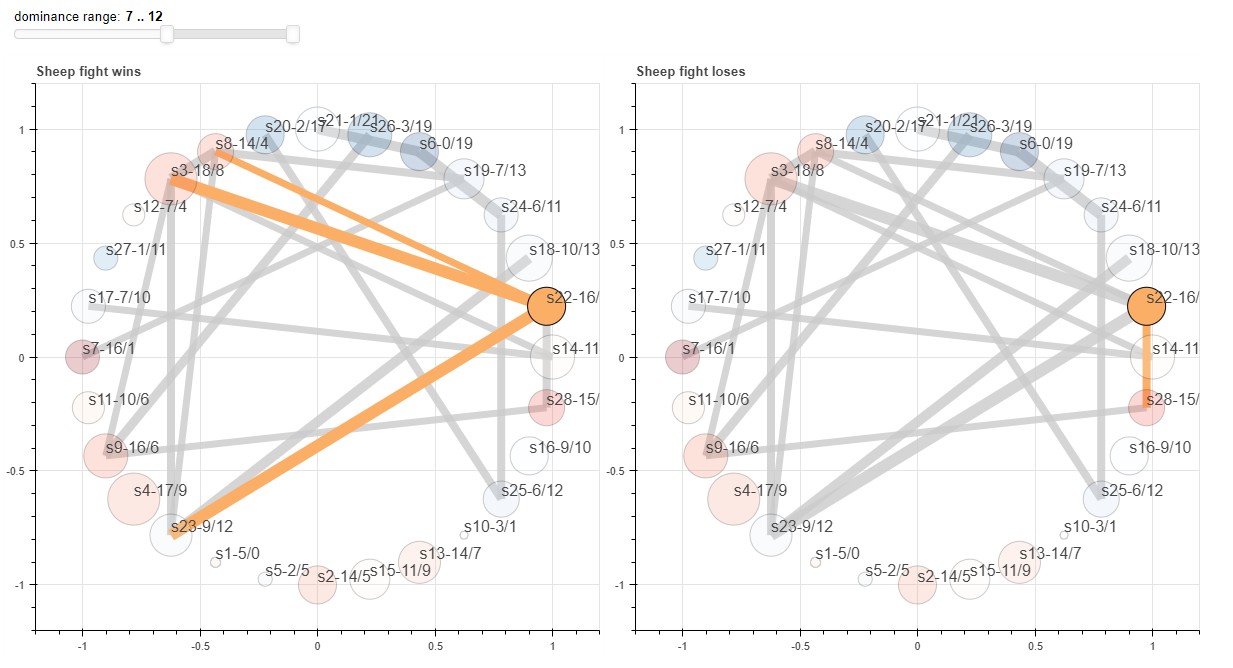 dominance range: 7 .. 12
Sheep fight wins
s21-1/21
s20-2/17
s26-3/19
s8-14/4
s6-0/19
s3-18/8
s19-7/13
s12-7/4
s24-6/11
s27-1/11
s18-10/13
s17-7/10
s22-16/
s7-16/1
s14-11
s11-10/6
s28-15/
s9-16/6
s16-9/10
s4-17/9
s25-6/12
s23-9/12
s10-3/1
s1-5/0
s13-14/7
s5-2/5
s2-14/5
s15-11/9
1
0.5
0
-0.5
-1
-1
-0.5
0
0.5
1
Sheep fight loses
s21-1/21
s20-2/17
s26-3/19
s8-14/4
s6-0/19
s3-18/8
s19-7/13
s12-7/4
s24-6/11
s27-1/11
s18-10/13
s17-7/10
s22-16/
s7-16/1
s14-11
s11-10/6
s28-15/
s9-16/6
s16-9/10
s4-17/9
s25-6/12
s23-9/12
s10-3/1
s1-5/0
s13-14/7
s5-2/5
s2-14/5
s15-11/9
1
0.5
0
-0.5
-1
-1
-0.5
0
0.5
1